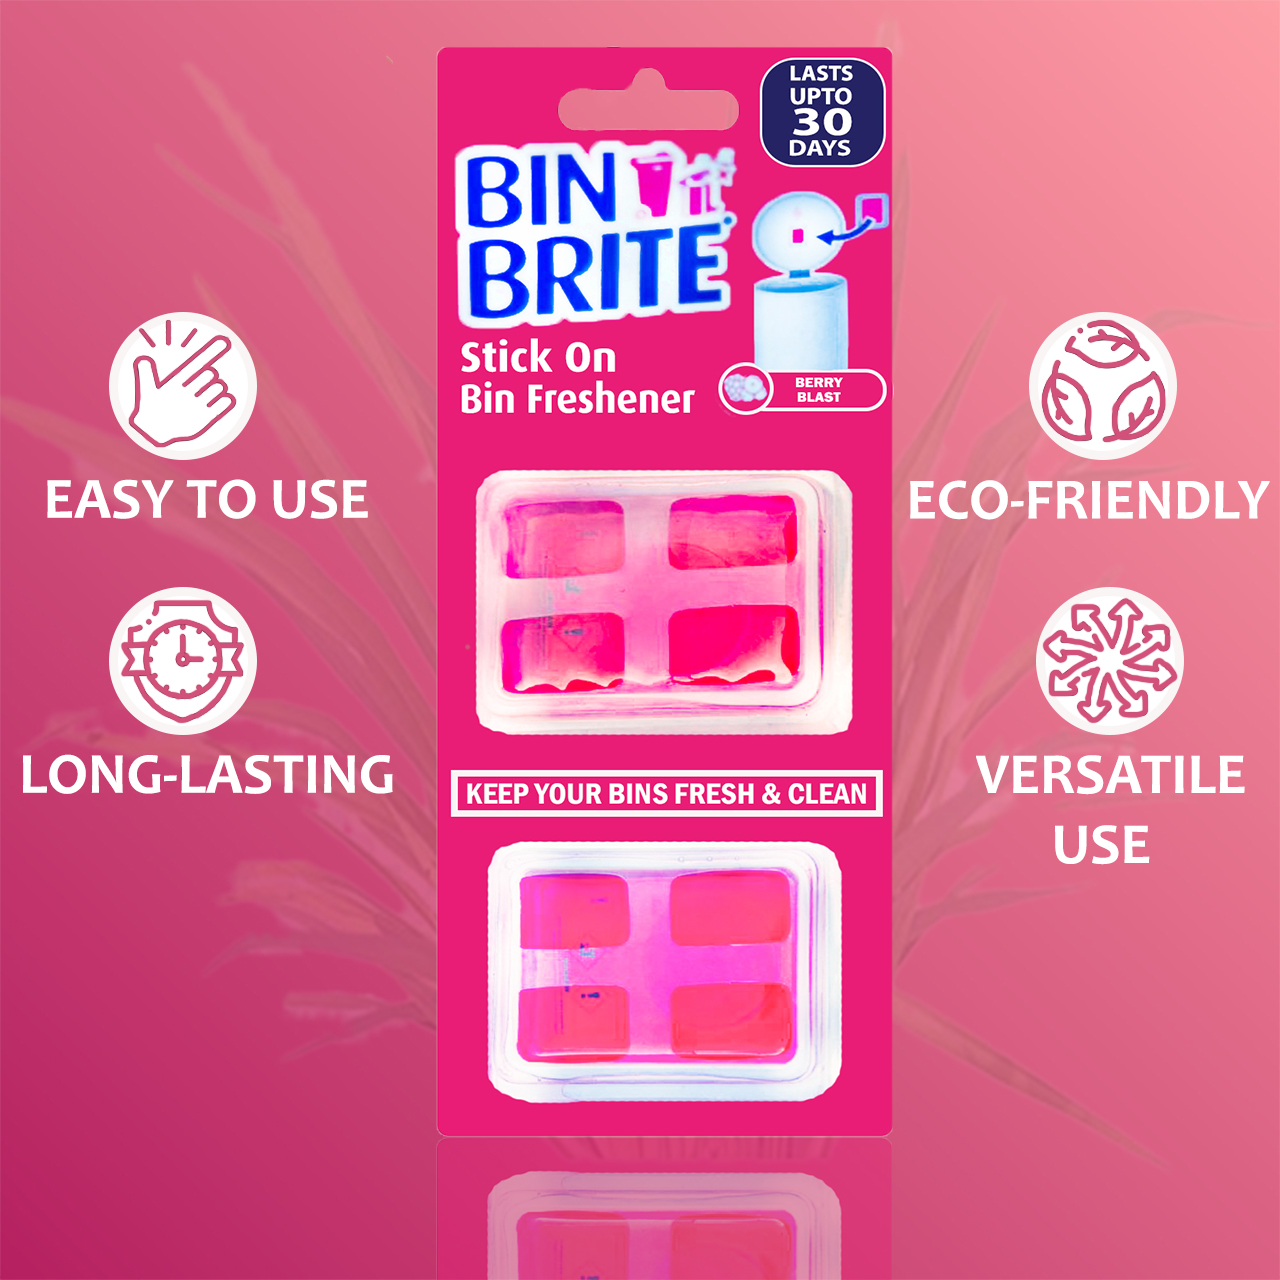 LASTS
UPTO
30
DAYS
BIN
BRITE
Stick On
Bin Freshener
BERRY
BLAST
EASY TO USE
ECO-FRIENDLY
LONG-LASTING
VERSATILE
USE
KEEP YOUR BINS FRESH & CLEAN